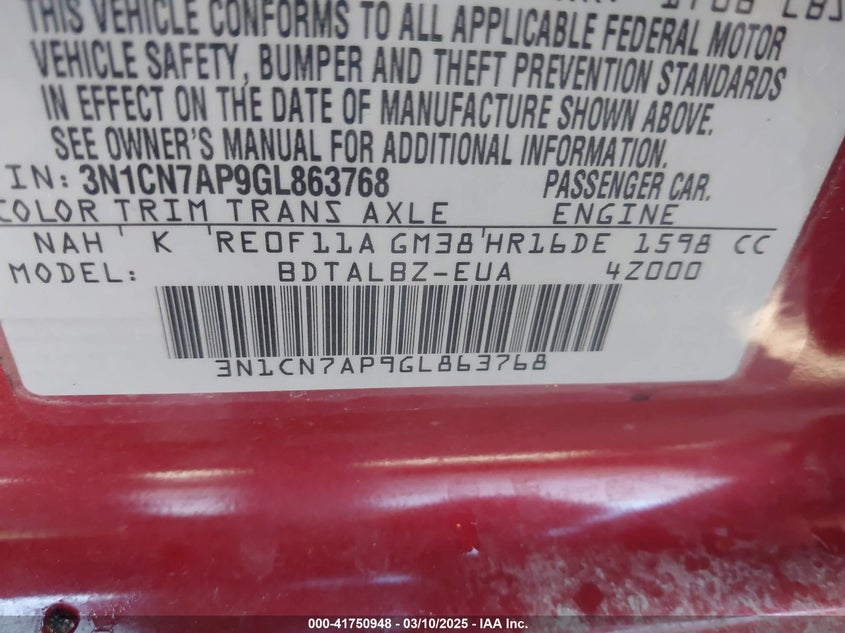 THIS VEHICLE CONFORMS TO ALL APPLICABLE FEDERAL MOTOR
VEHICLE SAFETY, BUMPER AND THEFT PREVENTION STANDARDS
IN EFFECT ON THE DATE OF MANUFACTURE SHOWN ABOVE.
SEE OWNER'S MANUAL FOR ADDITIONAL INFORMATION.
IN: 3N1CN7AP9GL863768 PASSENGER CAR.
COLOR TRIM TRANS AXLE ENGINE
NAH K RE0F11A GM38 HR16DE 1598 CC
MODEL: BDTALBZ-EUA 4Z000
3N1CN7AP9GL863768
000-41750948 — 03/10/2025 — © IAA Inc.